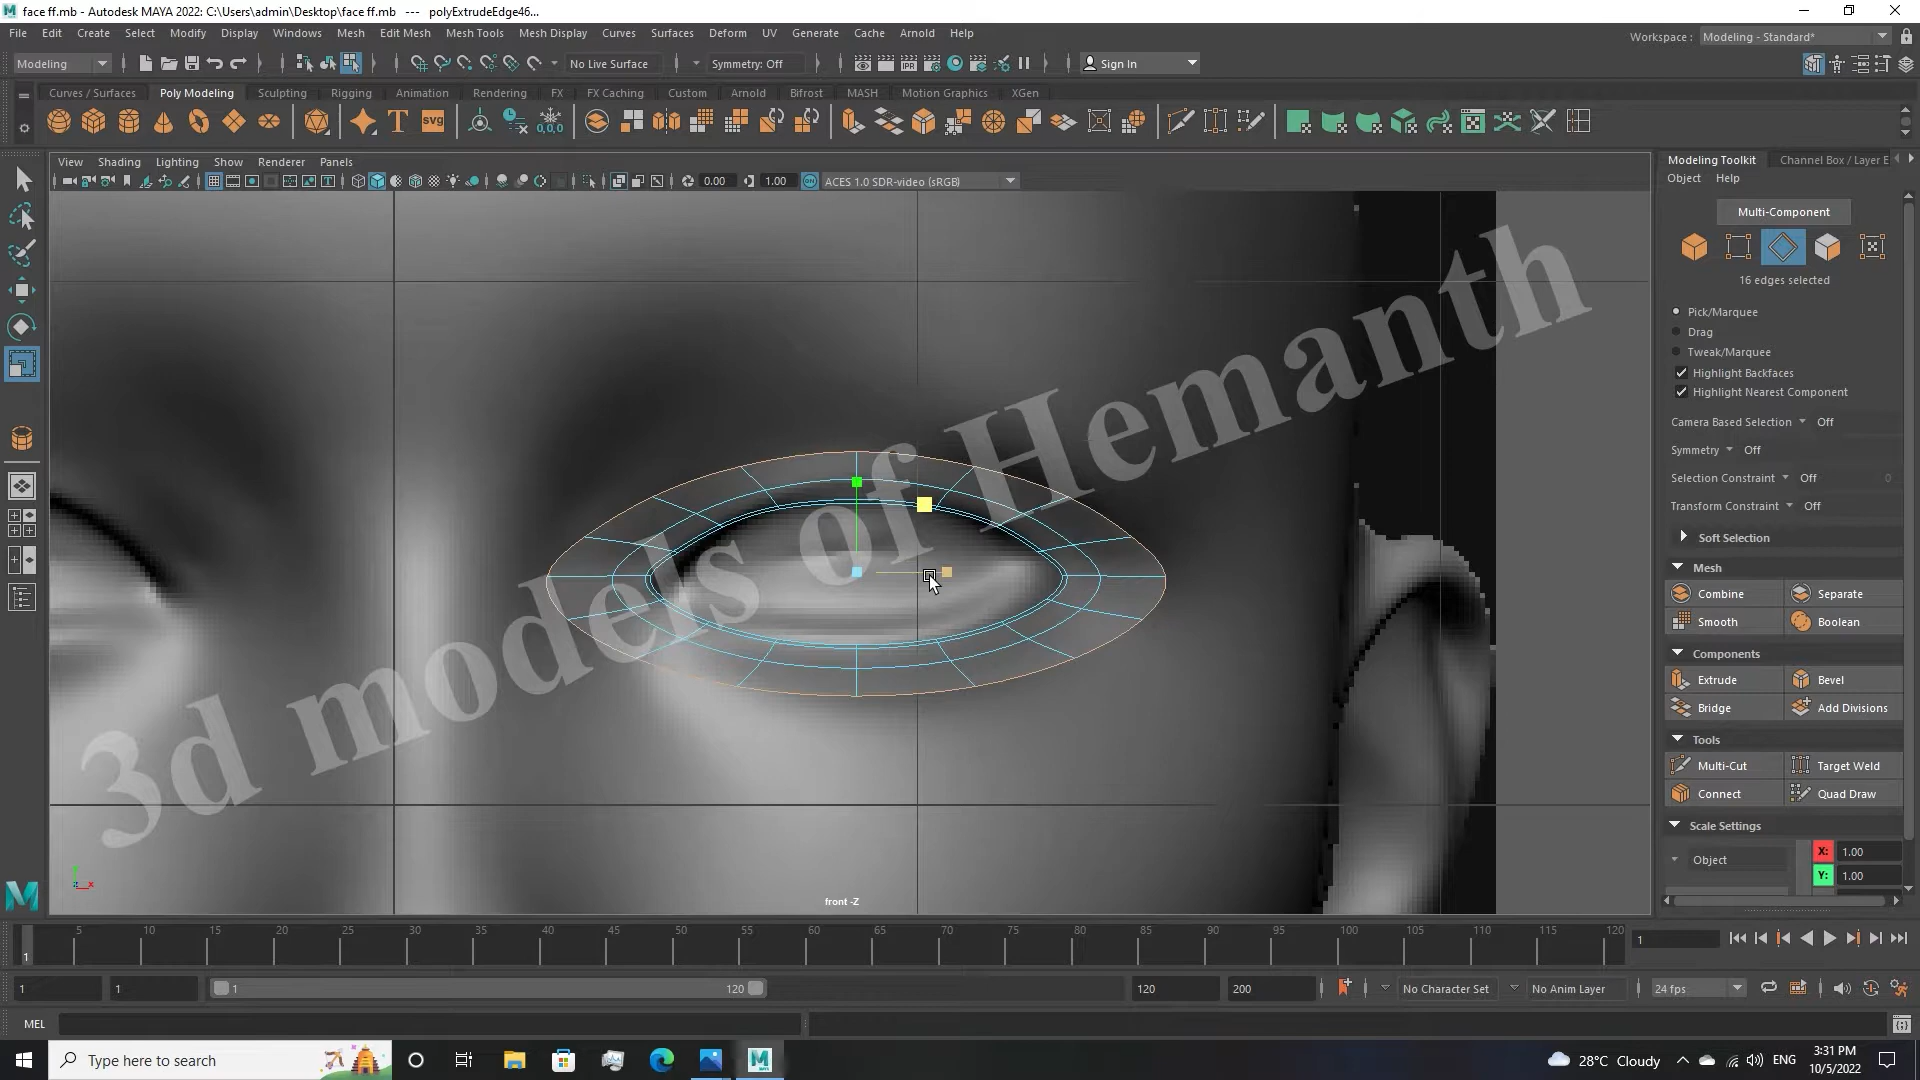 face ff.mb - Autodesk MAYA 2022: C:\Users\admin\Desktop\face ff.mb --- polyExtrudeEdge46...
File Edit Create Select Modify Display Windows Mesh Edit Mesh Mesh Tools Mesh Display Curves Surfaces Deform UV Generate Cache Arnold Help
Workspace : Modeling - Standard*
Modeling No Live Surface Symmetry: Off Sign In
Curves / Surfaces Poly Modeling Sculpting Rigging Animation Rendering FX FX Caching Custom Arnold Bifrost MASH Motion Graphics XGen
T svg 0,0,0
View Shading Lighting Show Renderer Panels
0.00 1.00 ACES 1.0 SDR-video (sRGB)
Modeling Toolkit Channel Box / Layer E
Object Help
Multi-Component
16 edges selected
Pick/Marquee
Drag
Tweak/Marquee
Highlight Backfaces
Highlight Nearest Component
Camera Based Selection Off
Symmetry Off
Selection Constraint Off 0
Transform Constraint Off
Soft Selection
Mesh
Combine Separate
Smooth Boolean
Components
Extrude Bevel
Bridge Add Divisions
Tools
Multi-Cut Target Weld
Connect Quad Draw
Scale Settings
Object
X: 1.00
Y: 1.00
3d models of Hemanth
front -Z
5 10 15 20 25 30 35 40 45 50 55 60 65 70 75 80 85 90 95 100 105 110 115 120
1 1
1 1 1 120 120 200 No Character Set No Anim Layer 24 fps
MEL
Type here to search
28°C Cloudy ENG
3:31 PM
10/5/2022